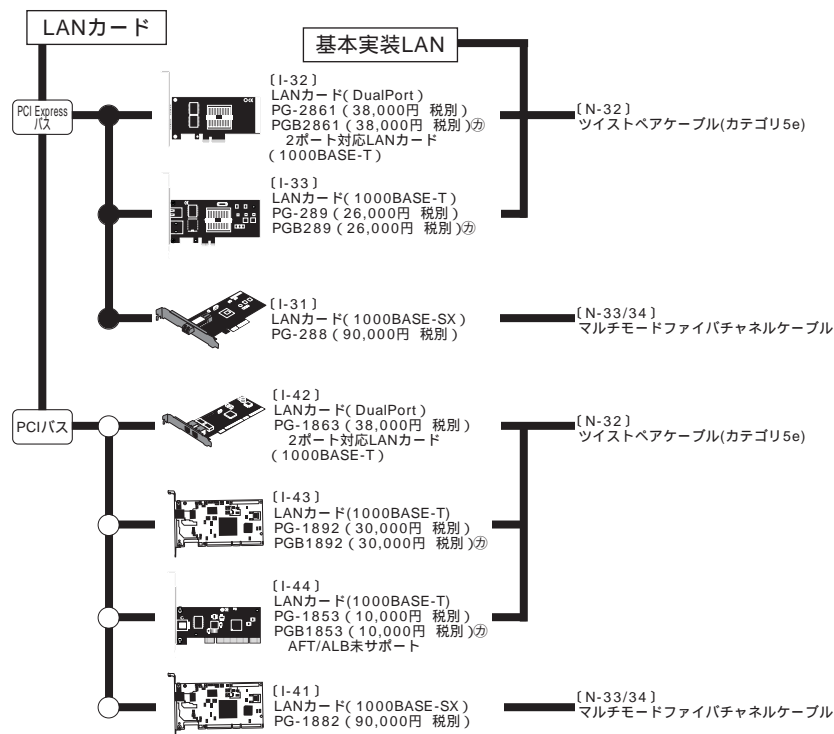 LANカード
基本実装LAN
PCI Express
バス
〔I-32〕
LANカード(DualPort)
PG-2861(38,000円 税別)
PGB2861(38,000円 税別)㋕
2ポート対応LANカード
(1000BASE-T)
〔N-32〕
ツイストペアケーブル(カテゴリ5e)
〔I-33〕
LANカード(1000BASE-T)
PG-289(26,000円 税別)
PGB289(26,000円 税別)㋕
〔I-31〕
LANカード(1000BASE-SX)
PG-288(90,000円 税別)
〔N-33/34〕
マルチモードファイバチャネルケーブル
PCIバス
〔I-42〕
LANカード(DualPort)
PG-1863(38,000円 税別)
2ポート対応LANカード
(1000BASE-T)
〔N-32〕
ツイストペアケーブル(カテゴリ5e)
〔I-43〕
LANカード(1000BASE-T)
PG-1892(30,000円 税別)
PGB1892(30,000円 税別)㋕
〔I-44〕
LANカード(1000BASE-T)
PG-1853(10,000円 税別)
PGB1853(10,000円 税別)㋕
AFT/ALB未サポート
〔I-41〕
LANカード(1000BASE-SX)
PG-1882(90,000円 税別)
〔N-33/34〕
マルチモードファイバチャネルケーブル